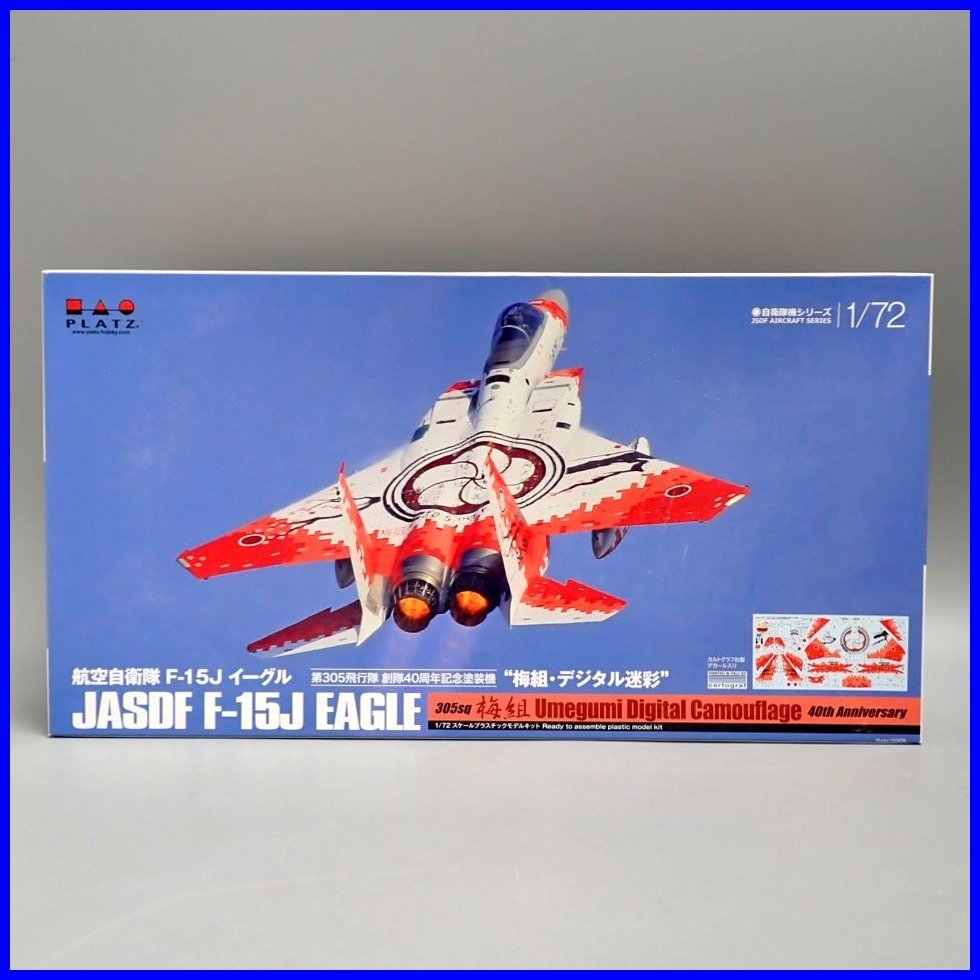 PLATZ
www.platz-hobby.com
自衛隊機シリーズ
JSDF AIRCRAFT SERIES
1/72
カルトグラフ社製
デカール入り
PRINTED IN ITALY BY
cartograf
航空自衛隊 F-15J イーグル
第305飛行隊 創隊40周年記念塗装機
“梅組・デジタル迷彩”
JASDF F-15J EAGLE
305sq 梅組 Umegumi Digital Camouflage 40th Anniversary
1/72 スケールプラスチックモデルキット Ready to assemble plastic model kit